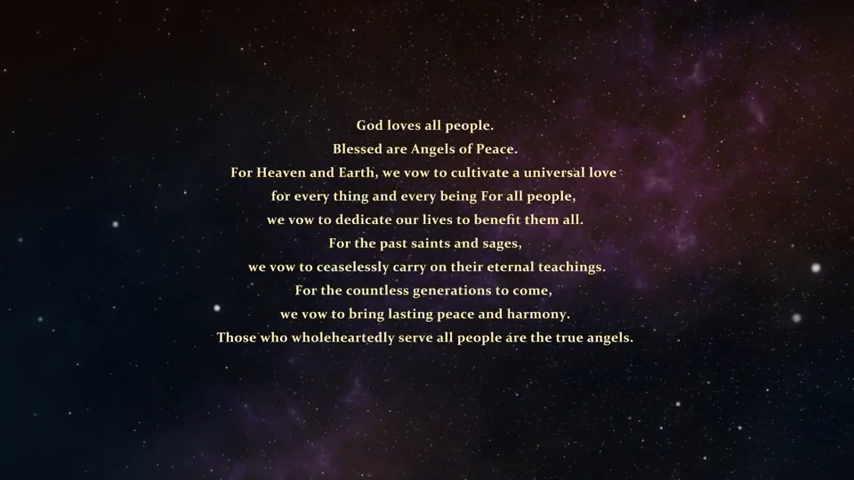 God loves all people.
Blessed are Angels of Peace.
For Heaven and Earth, we vow to cultivate a universal love
for every thing and every being For all people,
we vow to dedicate our lives to benefit them all.
For the past saints and sages,
we vow to ceaselessly carry on their eternal teachings.
For the countless generations to come,
we vow to bring lasting peace and harmony.
Those who wholeheartedly serve all people are the true angels.